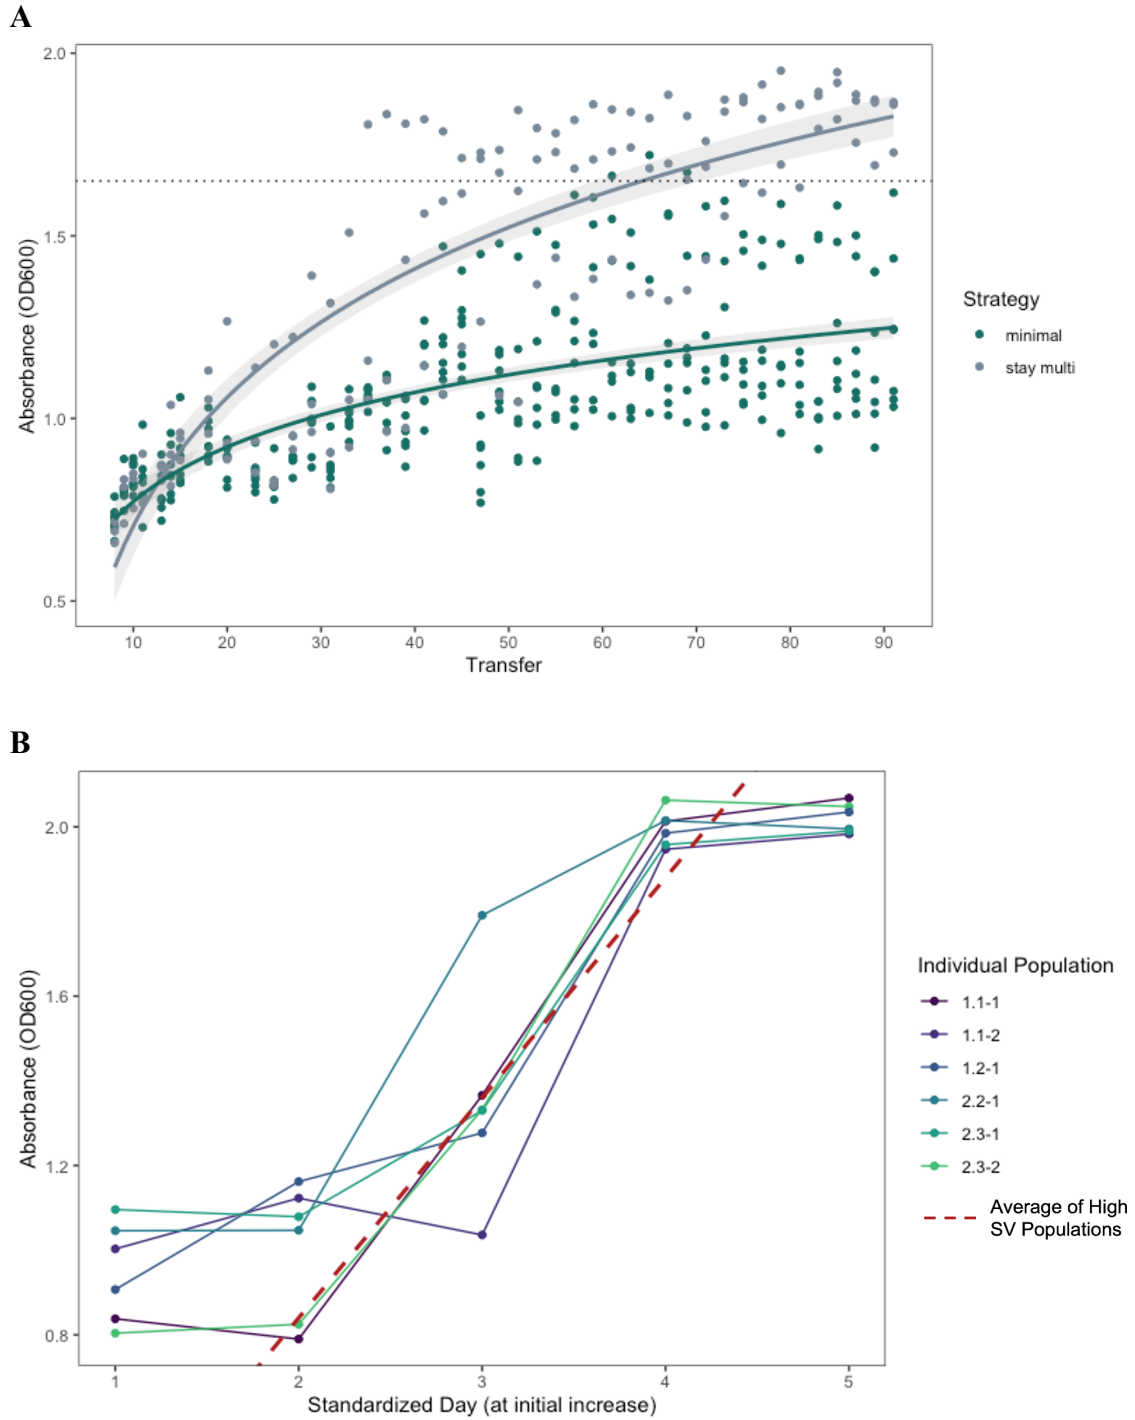 A
2.0
1.5
1.0
0.5
Absorbance (OD600)
10 20 30 40 50 60 70 80 90
Transfer
Strategy
minimal
stay multi
B
2.0
1.6
1.2
0.8
Absorbance (OD600)
1 2 3 4 5
Standardized Day (at initial increase)
Individual Population
1.1-1
1.1-2
1.2-1
2.2-1
2.3-1
2.3-2
Average of High
SV Populations